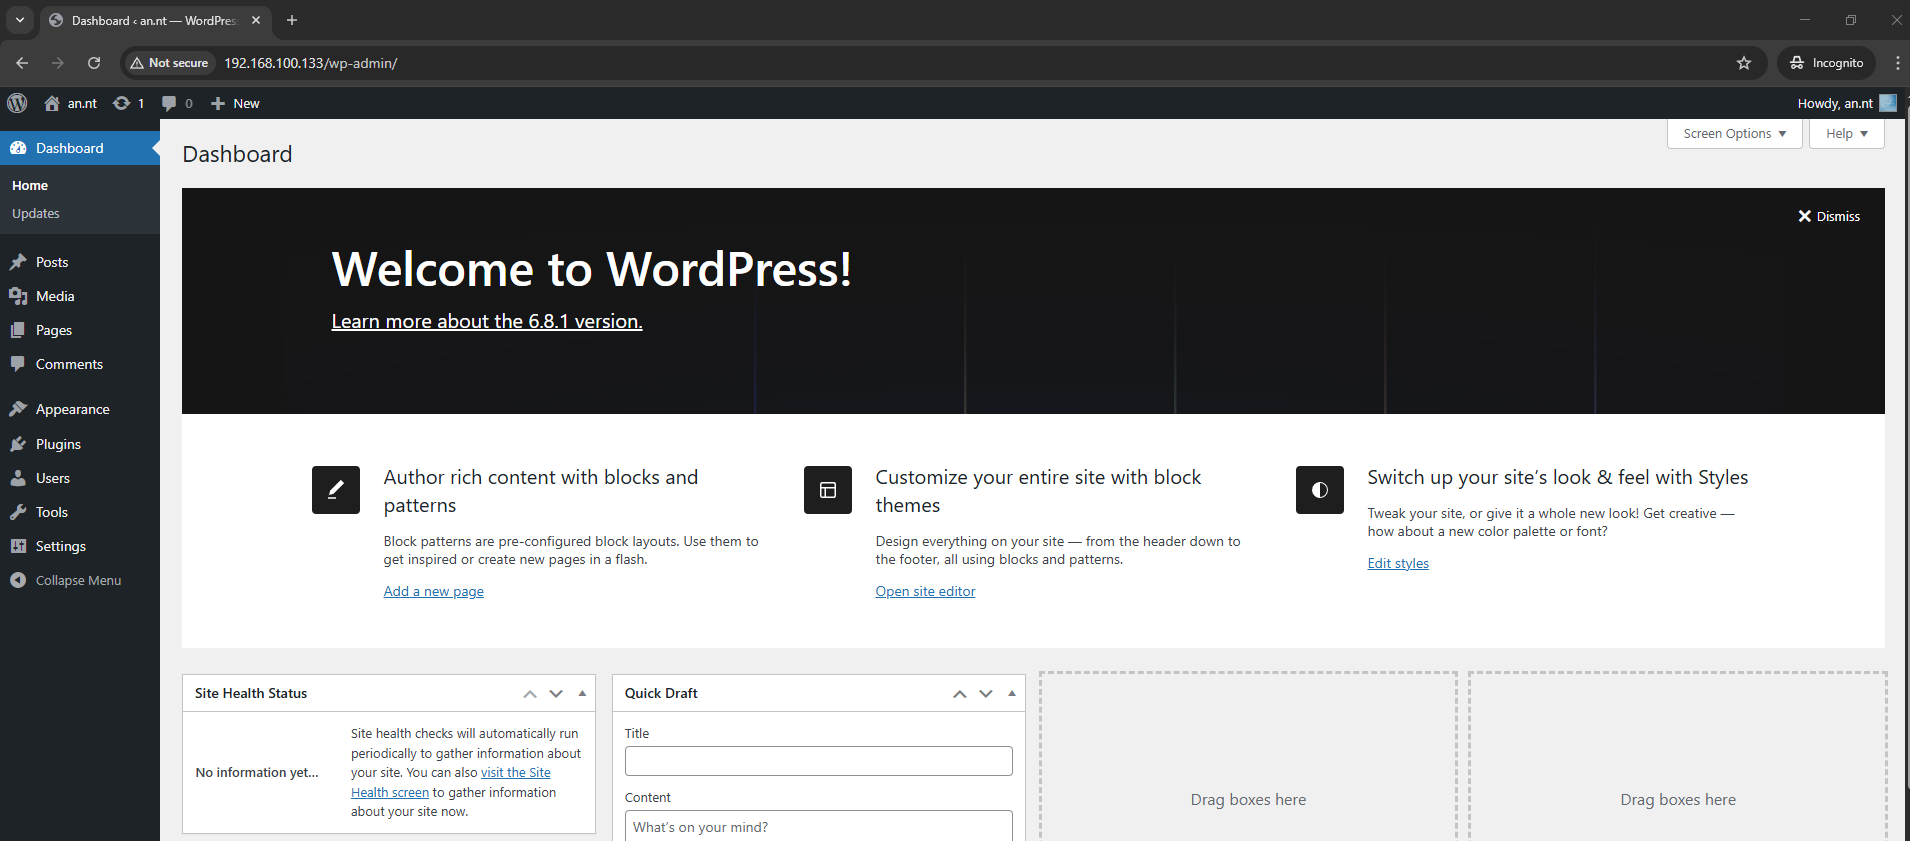 Dashboard ‹ an.nt — WordPres
Not secure
192.168.100.133/wp-admin/
Incognito
an.nt
1
0
New
Howdy, an.nt
Dashboard
Home
Updates
Posts
Media
Pages
Comments
Appearance
Plugins
Users
Tools
Settings
Collapse Menu
Screen Options
Help
Dashboard
Dismiss
Welcome to WordPress!
Learn more about the 6.8.1 version.
Author rich content with blocks and
patterns
Block patterns are pre-configured block layouts. Use them to
get inspired or create new pages in a flash.
Add a new page
Customize your entire site with block
themes
Design everything on your site — from the header down to
the footer, all using blocks and patterns.
Open site editor
Switch up your site’s look & feel with Styles
Tweak your site, or give it a whole new look! Get creative —
how about a new color palette or font?
Edit styles
Site Health Status
No information yet...
Site health checks will automatically run
periodically to gather information about
your site. You can also visit the Site
Health screen to gather information
about your site now.
Quick Draft
Title
Content
What’s on your mind?
Drag boxes here
Drag boxes here